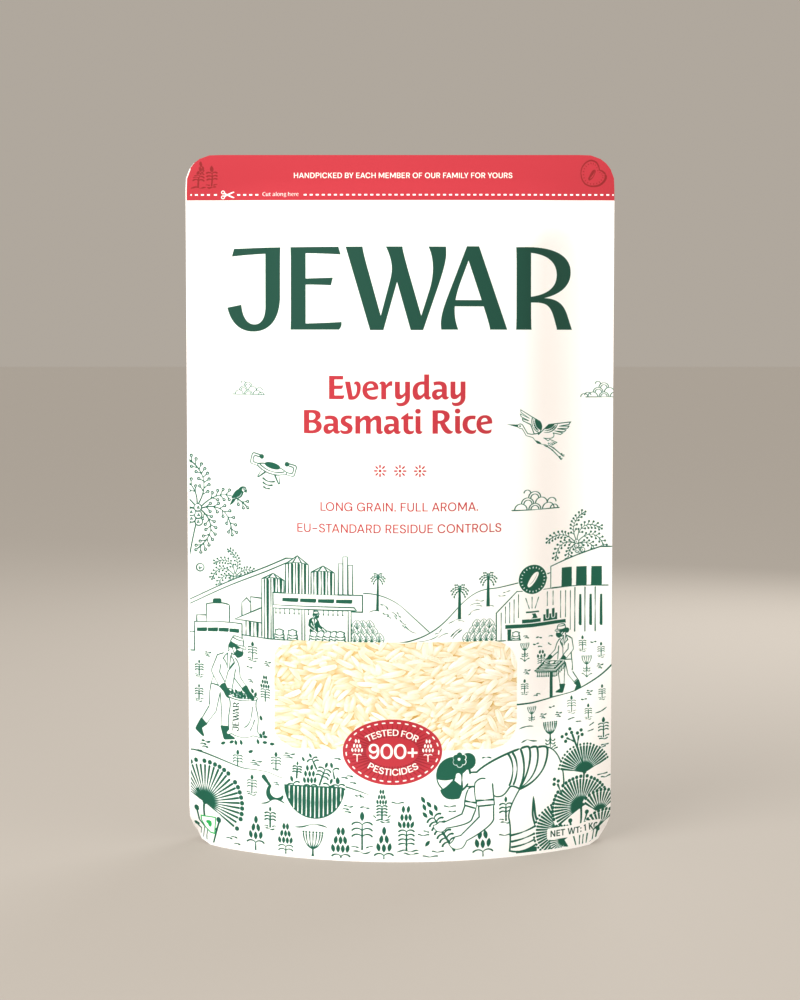 HANDPICKED BY EACH MEMBER OF OUR FAMILY FOR YOURS
Cut along here
JEWAR
Everyday
Basmati Rice
LONG GRAIN. FULL AROMA.
EU-STANDARD RESIDUE CONTROLS
JEWAR
TESTED FOR
900+
PESTICIDES
NET WT: 1 KG